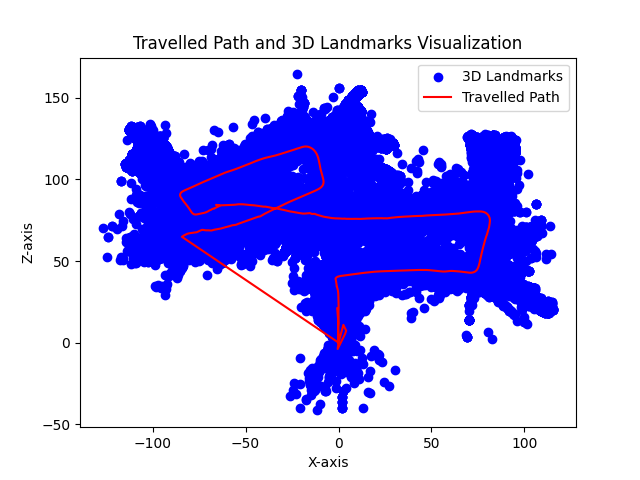 Travelled Path and 3D Landmarks Visualization
3D Landmarks
Travelled Path
Z-axis
150
100
50
0
−50
−100
−50
0
50
100
X-axis